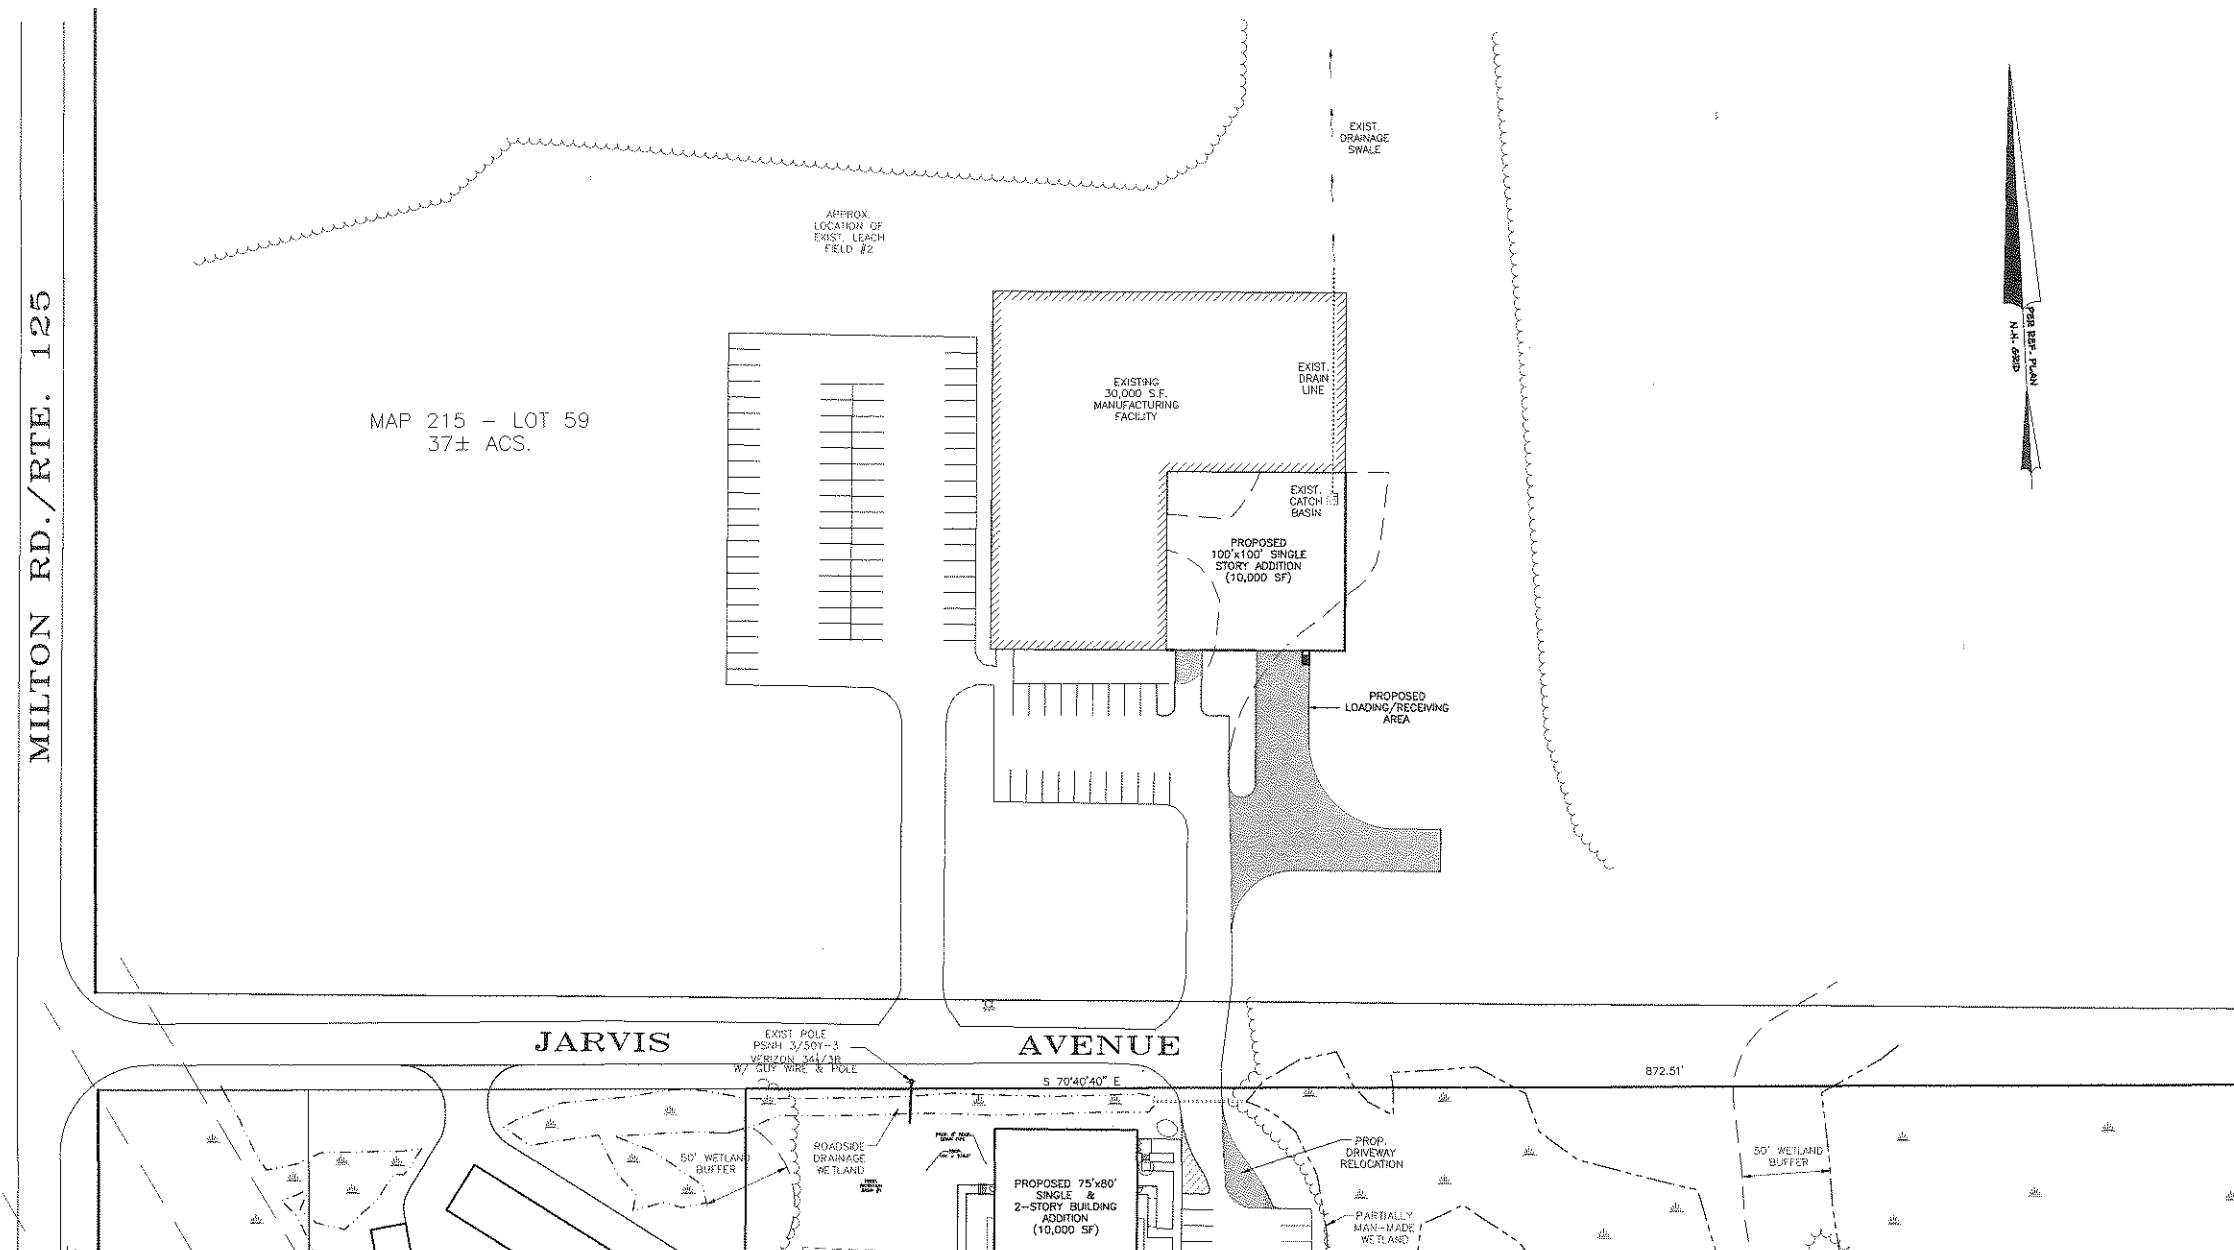 EXIST.
DRAINAGE
SWALE
APPROX.
LOCATION OF
EXIST. LEACH
FIELD #2
MILTON RD./RTE. 125
PER REF. PLAN
N.H. GRID
MAP 215 – LOT 59
37± ACS.
EXISTING
30,000 S.F.
MANUFACTURING
FACILITY
EXIST.
DRAIN
LINE
EXIST.
CATCH
BASIN
PROPOSED
100'x100' SINGLE
STORY ADDITION
(10,000 SF)
PROPOSED
LOADING/RECEIVING
AREA
JARVIS AVENUE
EXIST POLE
PSNH 3/50Y-3
W/ GUY WIRE & POLE
S 70°40'40" E
872.51'
50' WETLAND
BUFFER
ROADSIDE
DRAINAGE
WETLAND
PROPOSED 75'x80'
SINGLE &
2-STORY BUILDING
ADDITION
(10,000 SF)
PROP.
DRIVEWAY
RELOCATION
PARTIALLY
MAN-MADE
WETLAND
50' WETLAND
BUFFER